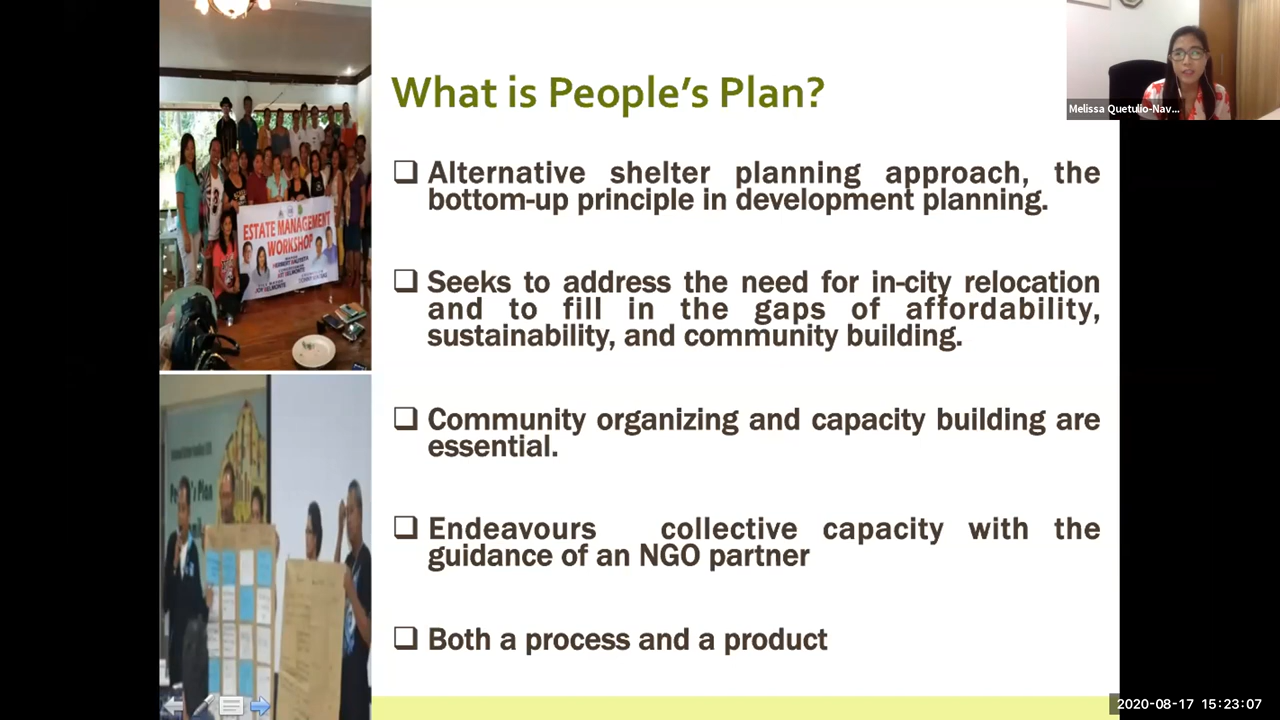 What is People's Plan?
Melissa Quetulio-Nav...
❑ Alternative shelter planning approach, the
bottom-up principle in development planning.
❑ Seeks to address the need for in-city relocation
and to fill in the gaps of affordability,
sustainability, and community building.
❑ Community organizing and capacity building are
essential.
❑ Endeavours collective capacity with the
guidance of an NGO partner
❑ Both a process and a product
ESTATE MANAGEMENT
WORKSHOP
2020-08-17 15:23:07